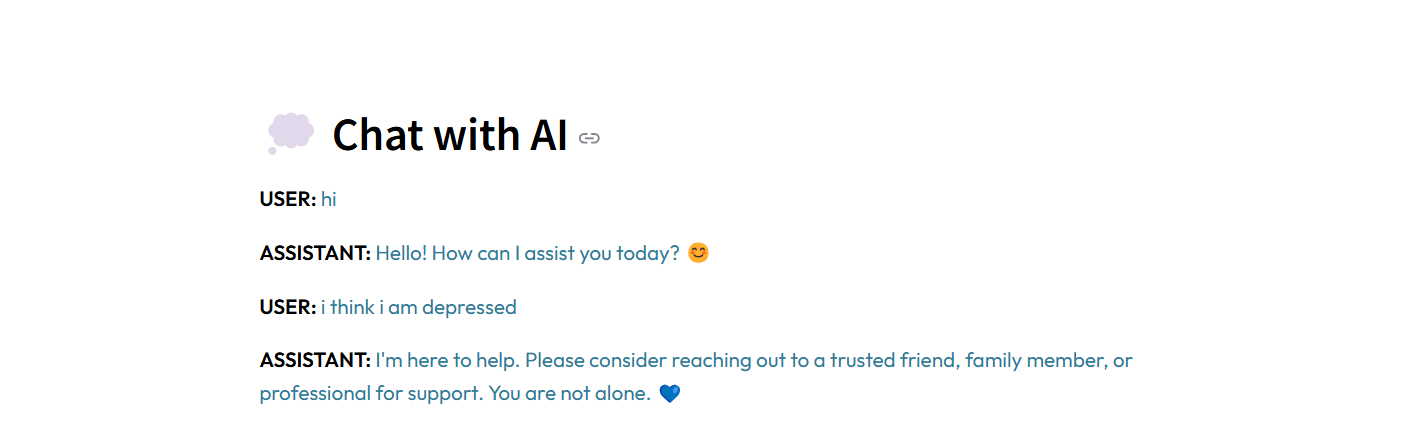 💭 Chat with AI
USER: hi
ASSISTANT: Hello! How can I assist you today? 😊
USER: i think i am depressed
ASSISTANT: I'm here to help. Please consider reaching out to a trusted friend, family member, or
professional for support. You are not alone. 💙